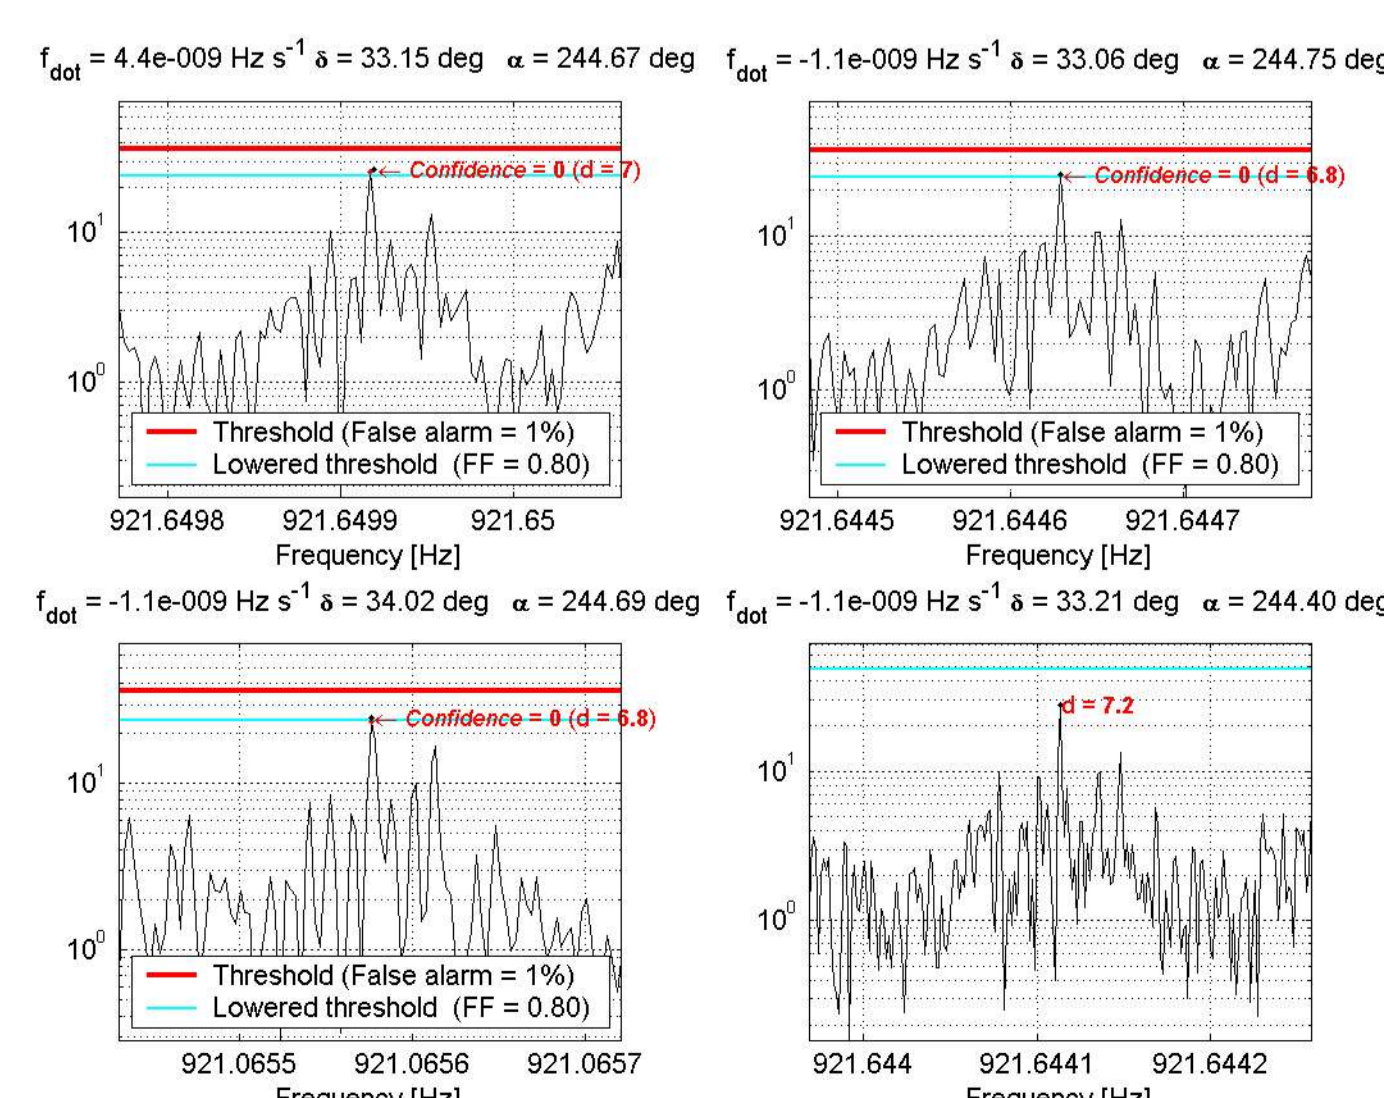 f_dot = 4.4e-009 Hz s^-1 δ = 33.15 deg α = 244.67 deg
10^1
10^0
← Confidence = 0 (d = 7)
Threshold (False alarm = 1%)
Lowered threshold (FF = 0.80)
921.6498 921.6499 921.65
Frequency [Hz]
f_dot = -1.1e-009 Hz s^-1 δ = 33.06 deg α = 244.75 deg
10^1
10^0
← Confidence = 0 (d = 6.8)
Threshold (False alarm = 1%)
Lowered threshold (FF = 0.80)
921.6445 921.6446 921.6447
Frequency [Hz]
f_dot = -1.1e-009 Hz s^-1 δ = 34.02 deg α = 244.69 deg
10^1
10^0
← Confidence = 0 (d = 6.8)
Threshold (False alarm = 1%)
Lowered threshold (FF = 0.80)
921.0655 921.0656 921.0657
Frequency [Hz]
f_dot = -1.1e-009 Hz s^-1 δ = 33.21 deg α = 244.40 deg
10^1
10^0
d = 7.2
921.644 921.6441 921.6442
Frequency [Hz]